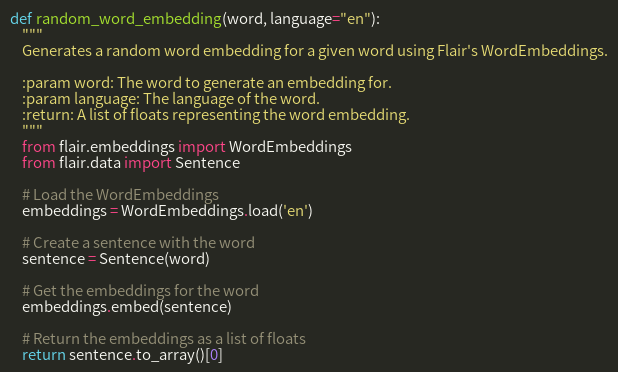 def random_word_embedding(word, language="en"):
"""
Generates a random word embedding for a given word using Flair's WordEmbeddings.
:param word: The word to generate an embedding for.
:param language: The language of the word.
:return: A list of floats representing the word embedding.
"""
from flair.embeddings import WordEmbeddings
from flair.data import Sentence
# Load the WordEmbeddings
embeddings = WordEmbeddings.load('en')
# Create a sentence with the word
sentence = Sentence(word)
# Get the embeddings for the word
embeddings.embed(sentence)
# Return the embeddings as a list of floats
return sentence.to_array()[0]